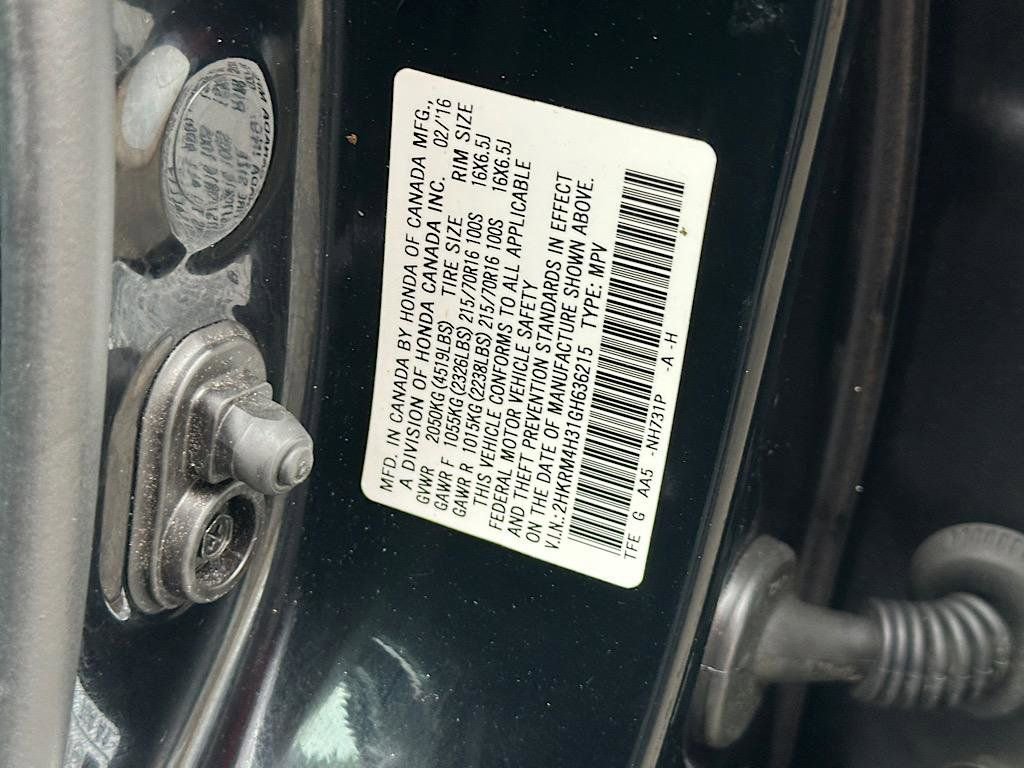 MFD. IN CANADA BY HONDA OF CANADA MFG.,
A DIVISION OF HONDA CANADA INC. 02/'16
GVWR 2050KG (4519LBS) TIRE SIZE RIM SIZE
GAWR F 1055KG (2326LBS) 215/70R16 100S 16X6.5J
GAWR R 1015KG (2238LBS) 215/70R16 100S 16X6.5J
THIS VEHICLE CONFORMS TO ALL APPLICABLE
FEDERAL MOTOR VEHICLE SAFETY
AND THEFT PREVENTION STANDARDS IN EFFECT
ON THE DATE OF MANUFACTURE SHOWN ABOVE.
V.I.N.: 2HKRM4H31GH636215 TYPE: MPV
TFE G AA5 -NH731P -A -H